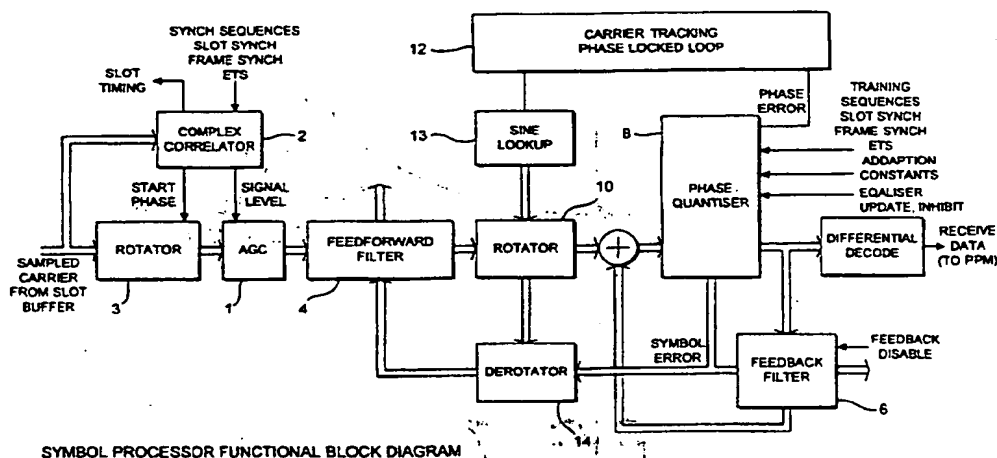 SYNCH SEQUENCES
SLOT SYNCH
FRAME SYNCH
ETS
SLOT
TIMING
COMPLEX
CORRELATOR
2
START
PHASE
SIGNAL
LEVEL
ROTATOR
3
AGC
1
SAMPLED
CARRIER
FROM SLOT
BUFFER
FEEDFORWARD
FILTER
4
12
CARRIER TRACKING
PHASE LOCKED LOOP
13
SINE
LOOKUP
10
ROTATOR
+
DEROTATOR
14
8
PHASE
ERROR
PHASE
QUANTISER
TRAINING
SEQUENCES
SLOT SYNCH
FRAME SYNCH
ETS
ADDAPTION
CONSTANTS
EQALISER
UPDATE, INHIBIT
DIFFERENTIAL
DECODE
RECEIVE
DATA
(TO PPM)
SYMBOL
ERROR
FEEDBACK
FILTER
FEEDBACK
DISABLE
6
SYMBOL PROCESSOR FUNCTIONAL BLOCK DIAGRAM